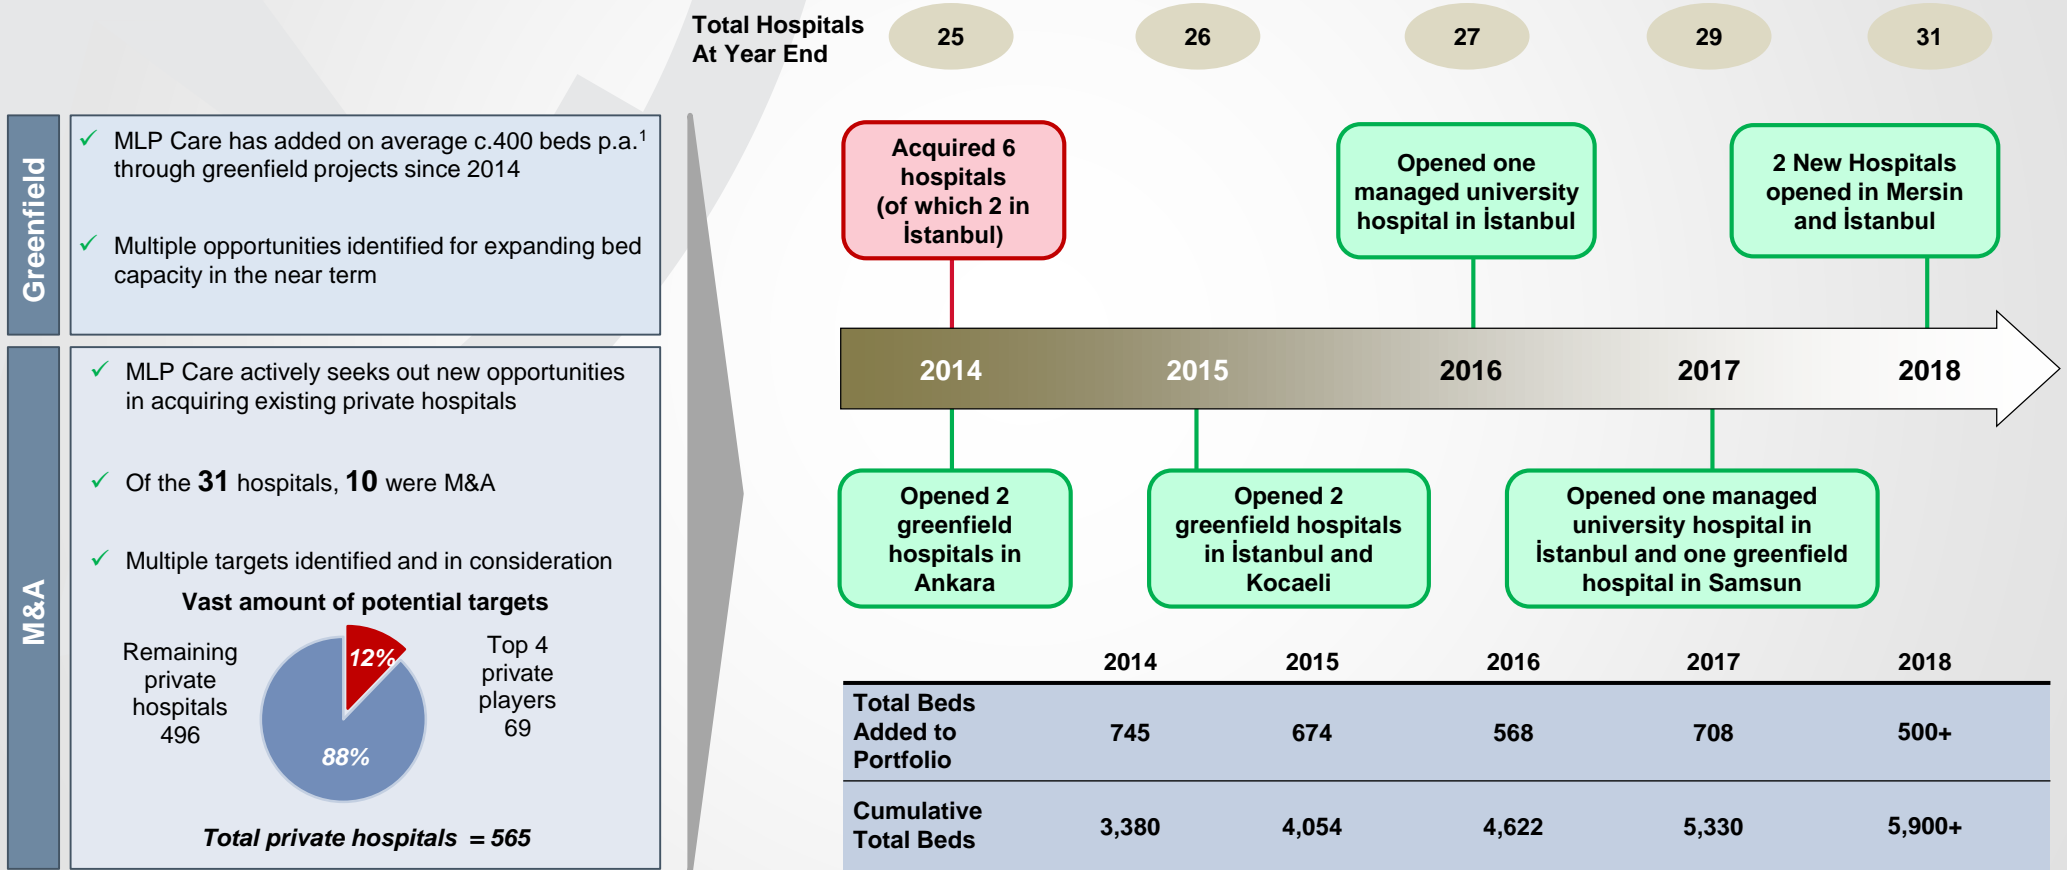 Total Hospitals
At Year End
25
26
27
29
31
Greenfield
✓ MLP Care has added on average c.400 beds p.a.¹
through greenfield projects since 2014
✓ Multiple opportunities identified for expanding bed
capacity in the near term
M&A
✓ MLP Care actively seeks out new opportunities
in acquiring existing private hospitals
✓ Of the 31 hospitals, 10 were M&A
✓ Multiple targets identified and in consideration
Vast amount of potential targets
Remaining
private
hospitals
496
12%
88%
Top 4
private
players
69
Total private hospitals = 565
Acquired 6
hospitals
(of which 2 in
İstanbul)
Opened one
managed university
hospital in İstanbul
2 New Hospitals
opened in Mersin
and İstanbul
2014
2015
2016
2017
2018
Opened 2
greenfield
hospitals in
Ankara
Opened 2
greenfield hospitals
in İstanbul and
Kocaeli
Opened one managed
university hospital in
İstanbul and one greenfield
hospital in Samsun
2014 2015 2016 2017 2018
Total Beds
Added to
Portfolio
745 674 568 708 500+
Cumulative
Total Beds
3,380 4,054 4,622 5,330 5,900+